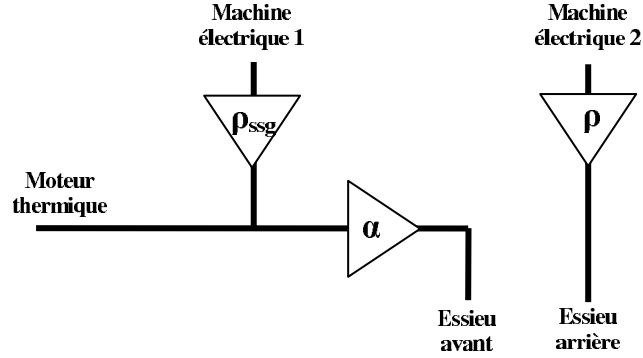 Machine
électrique 1
Machine
électrique 2
ρssg
ρ
Moteur
thermique
α
Essieu
avant
Essieu
arrière